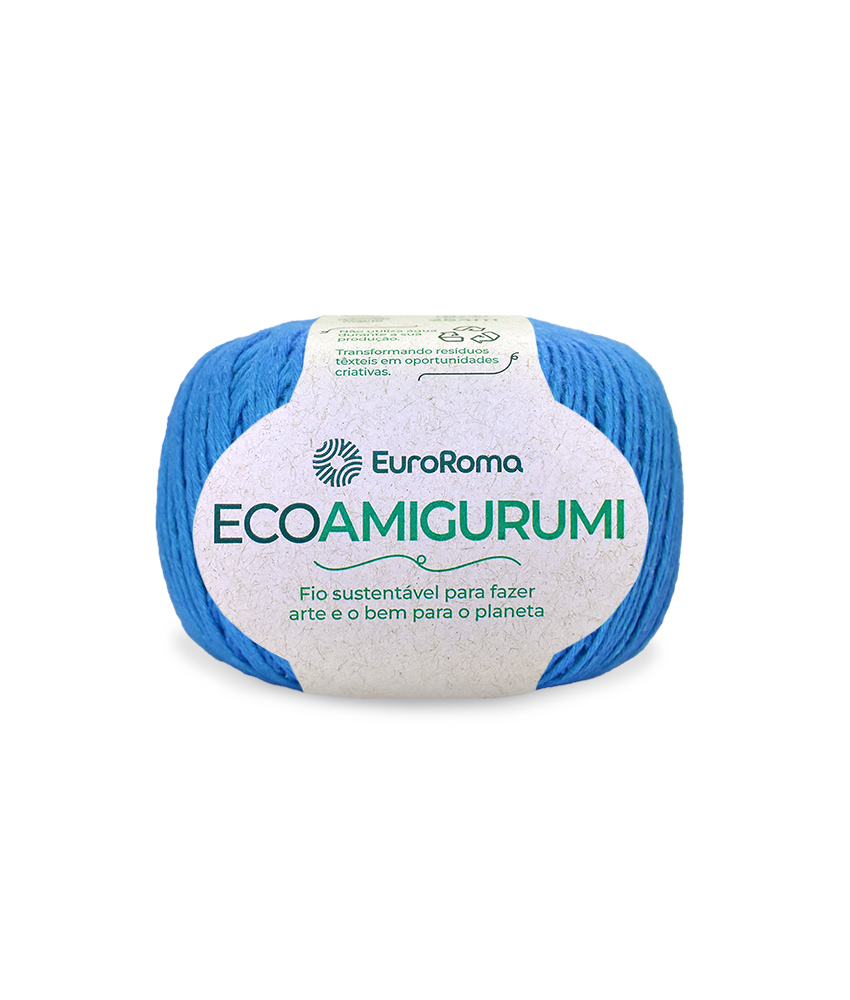 Não utiliza água
durante a sua
produção.
Transformando resíduos
têxteis em oportunidades
criativas.
EuroRoma
ECOAMIGURUMI
Fio sustentável para fazer
arte e o bem para o planeta